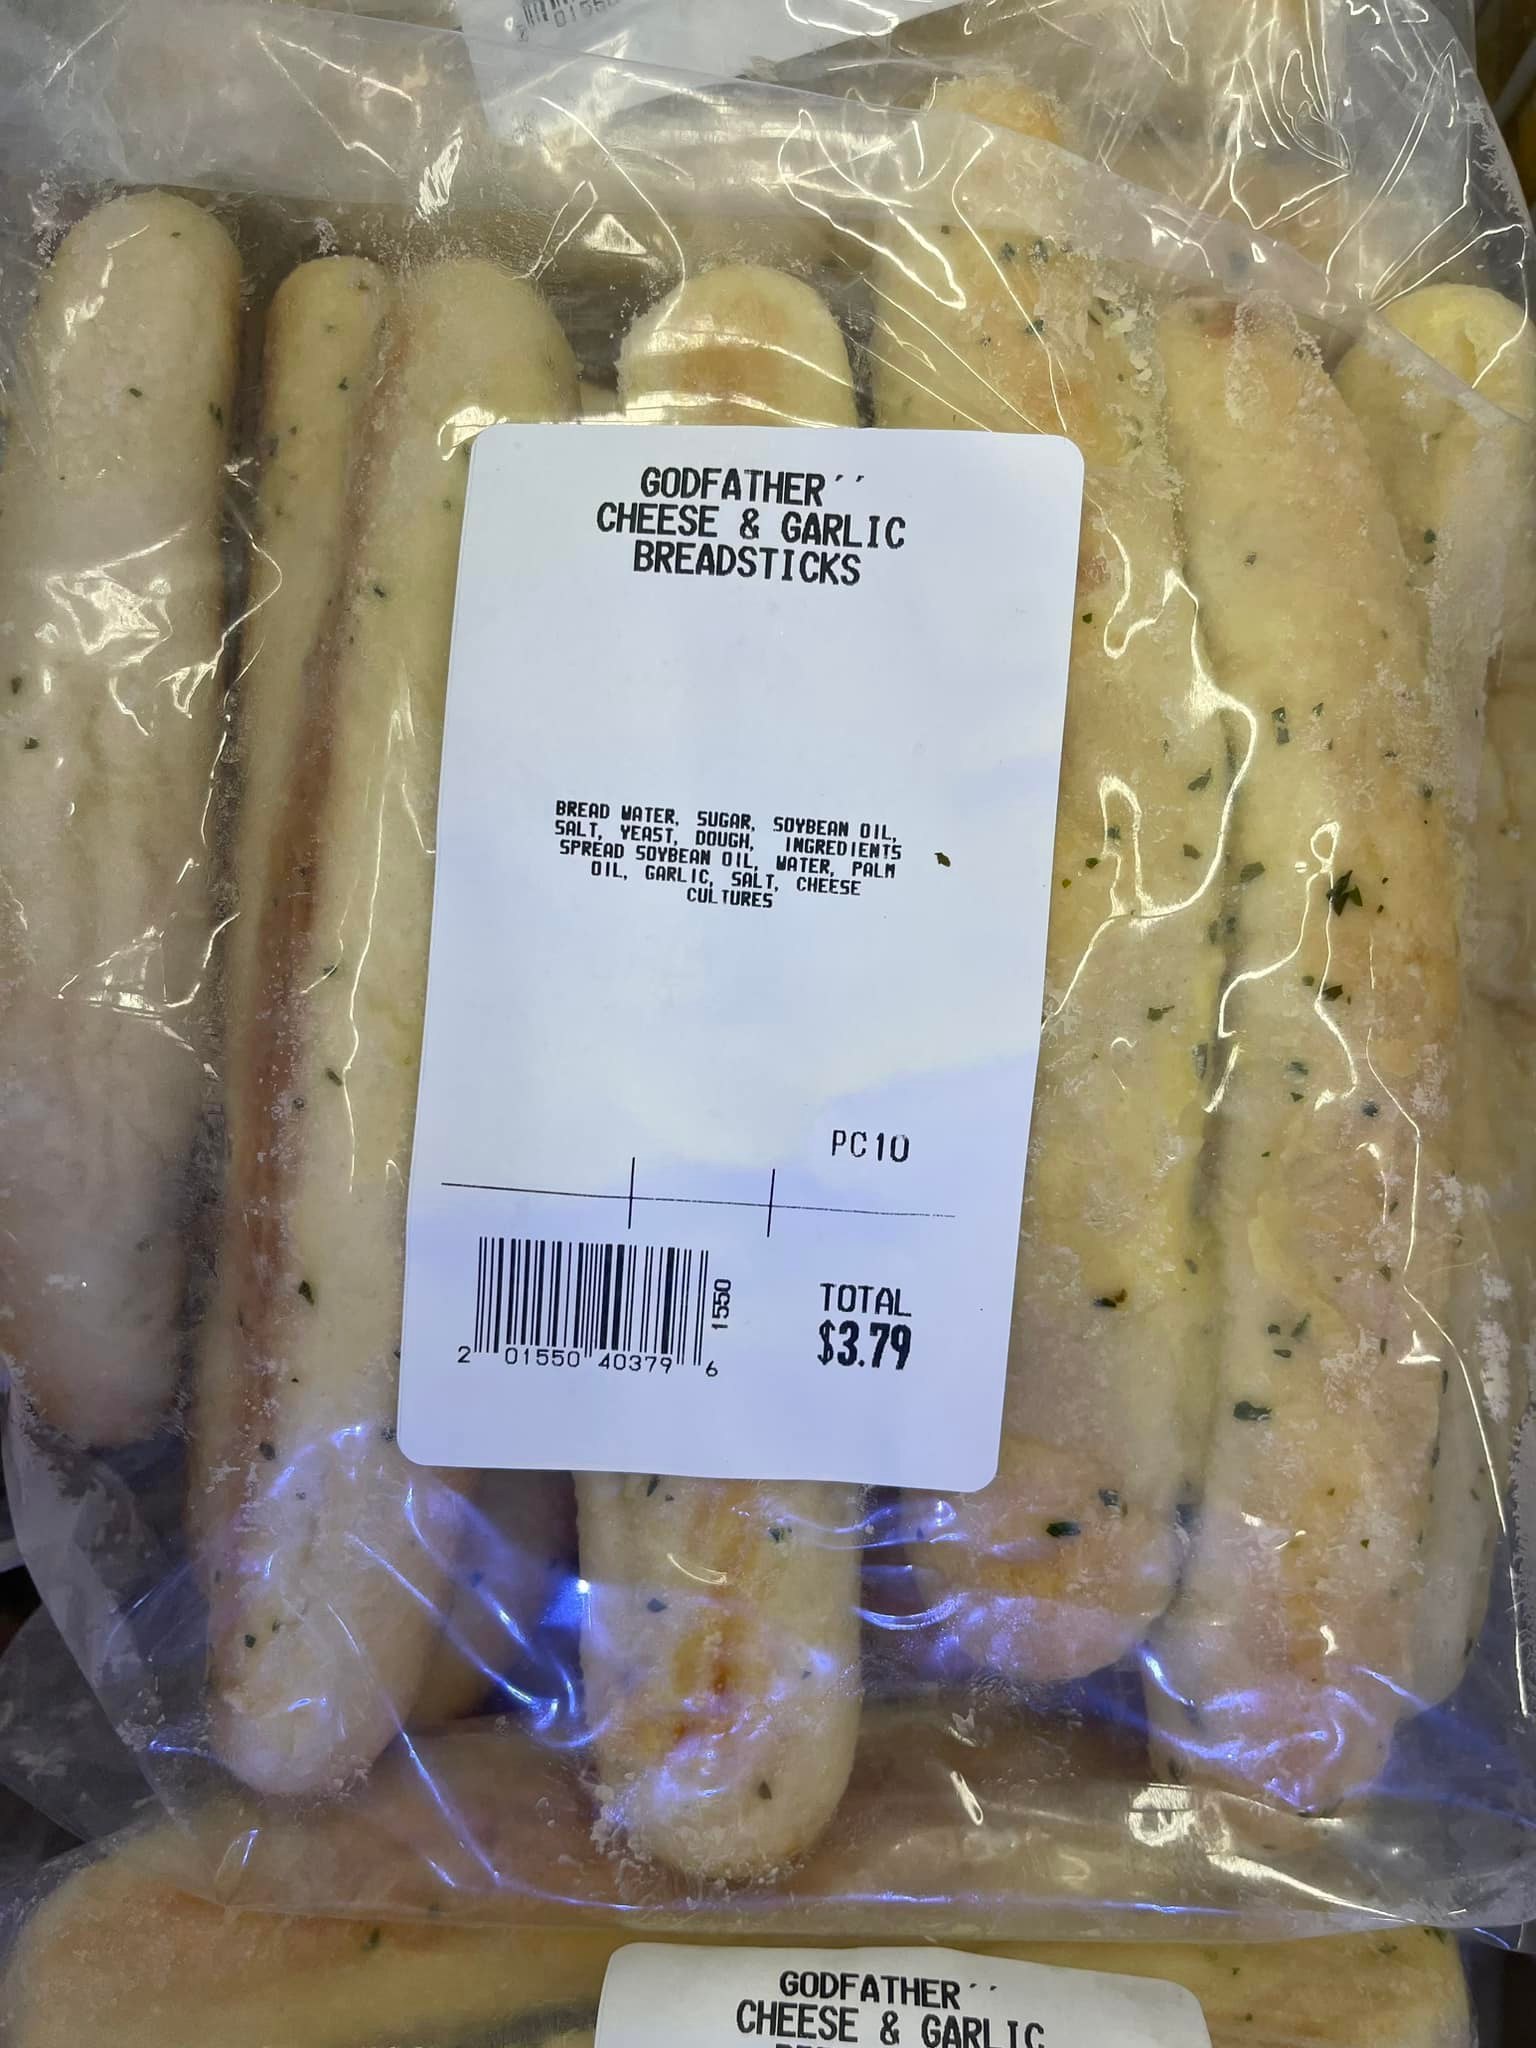 GODFATHER´´
CHEESE & GARLIC
BREADSTICKS
BREAD WATER, SUGAR, SOYBEAN OIL,
SALT, YEAST, DOUGH, INGREDIENTS
SPREAD SOYBEAN OIL, WATER, PALM
OIL, GARLIC, SALT, CHEESE
CULTURES
PC10
1550
2 01550 40379 6
TOTAL
$3.79
GODFATHER´´
CHEESE & GARLIC